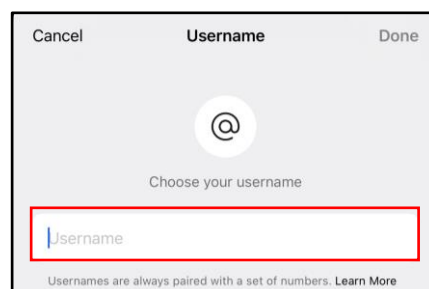 Cancel Username Done
@
Choose your username
Username
Usernames are always paired with a set of numbers. Learn More